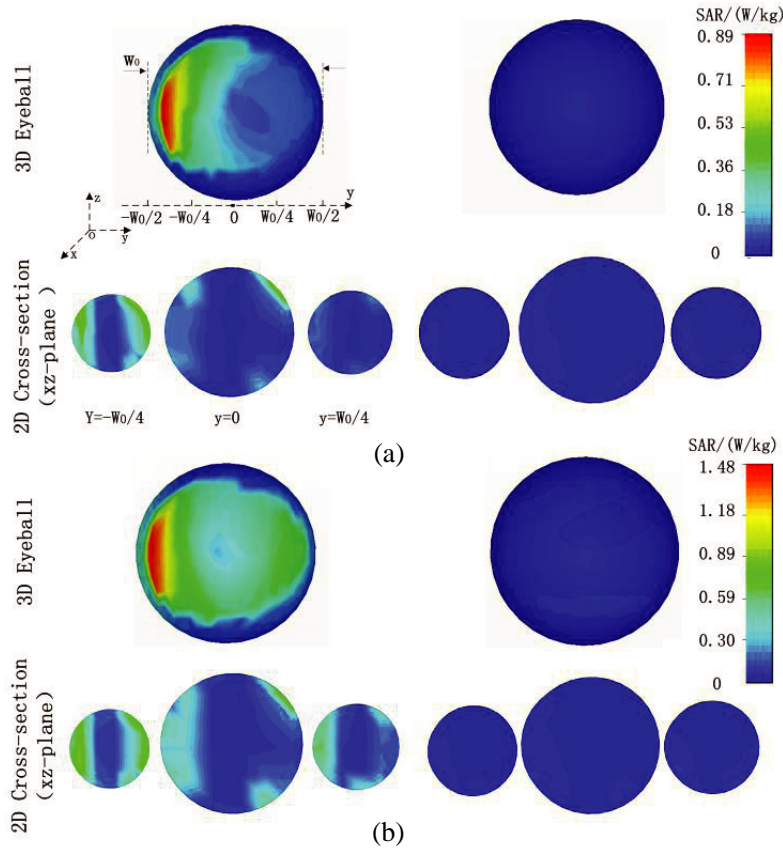 SAR/(W/kg)
0.89
0.71
0.53
0.36
0.18
0
3D Eyeball
W₀
z
o
y
x
-W₀/2 -W₀/4 0 W₀/4 W₀/2
y
2D Cross-section
(xz-plane)
Y=-W₀/4 y=0 y=W₀/4
(a)
SAR/(W/kg)
1.48
1.18
0.89
0.59
0.30
0
3D Eyeball
2D Cross-section
(xz-plane)
(b)